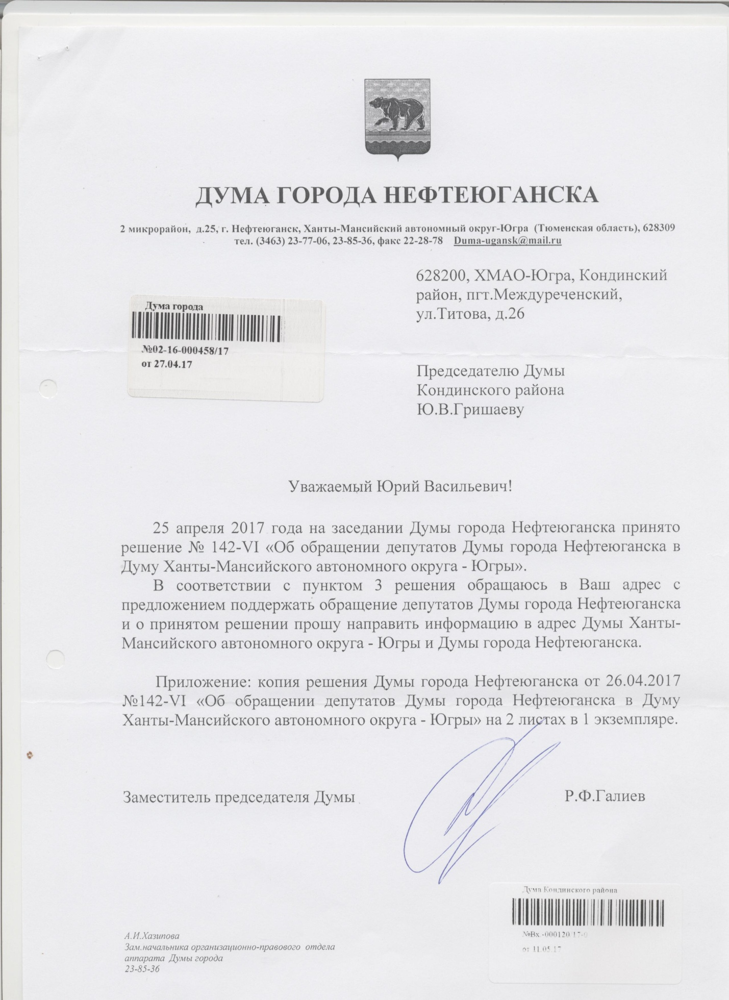 ДУМА ГОРОДА НЕФТЕЮГАНСКА
2 микрорайон, д.25, г. Нефтеюганск, Ханты-Мансийский автономный округ-Югра (Тюменская область), 628309
тел. (3463) 23-77-06, 23-85-36, факс 22-28-78 Duma-ugansk@mail.ru
628200, ХМАО-Югра, Кондинский
район, пгт.Междуреченский,
ул.Титова, д.26
Дума города
№02-16-000458/17
от 27.04.17
Председателю Думы
Кондинского района
Ю.В.Гришаеву
Уважаемый Юрий Васильевич!
25 апреля 2017 года на заседании Думы города Нефтеюганска принято
решение № 142-VI «Об обращении депутатов Думы города Нефтеюганска в
Думу Ханты-Мансийского автономного округа - Югры».
В соответствии с пунктом 3 решения обращаюсь в Ваш адрес с
предложением поддержать обращение депутатов Думы города Нефтеюганска
и о принятом решении прошу направить информацию в адрес Думы Ханты-
Мансийского автономного округа - Югры и Думы города Нефтеюганска.
Приложение: копия решения Думы города Нефтеюганска от 26.04.2017
№142-VI «Об обращении депутатов Думы города Нефтеюганска в Думу
Ханты-Мансийского автономного округа - Югры» на 2 листах в 1 экземпляре.
Заместитель председателя Думы Р.Ф.Галиев
Дума Кондинского района
№Вх.-000120/17-0
от 11.05.17
А.И.Хазипова
Зам.начальника организационно-правового отдела
аппарата Думы города
23-85-36